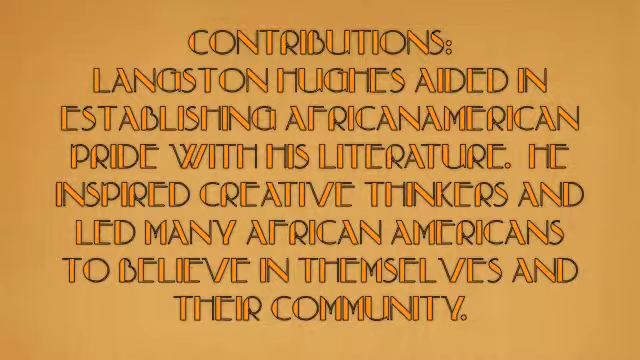 CONTRIBUTIONS:
LANGSTON HUGHES AIDED IN
ESTABLISHING AFRICANAMERICAN
PRIDE WITH HIS LITERATURE. HE
INSPIRED CREATIVE THINKERS AND
LED MANY AFRICAN AMERICANS
TO BELIEVE IN THEMSELVES AND
THEIR COMMUNITY.